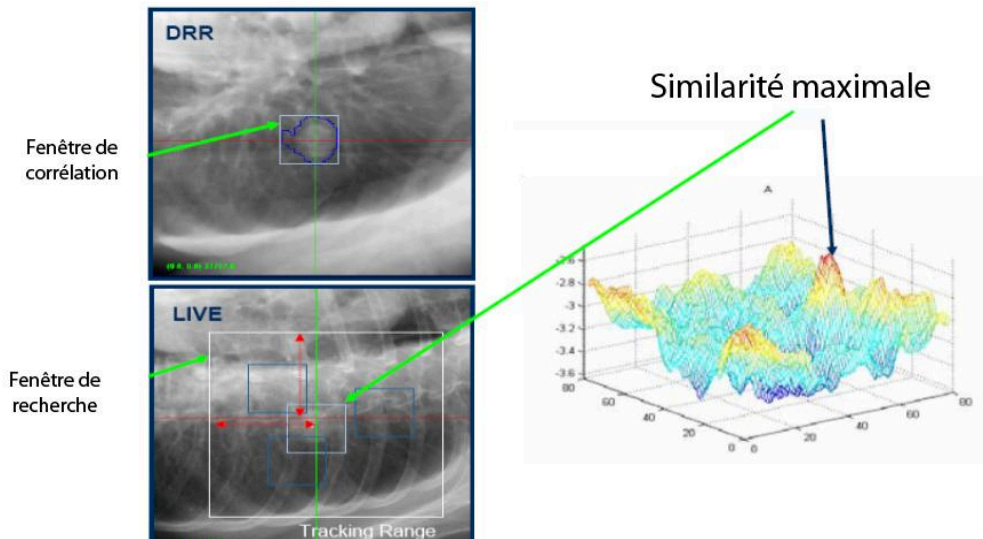 DRR
Similarité maximale
Fenêtre de
corrélation
A
-2.6
-2.8
-3
-3.2
-3.4
-3.6
80
60
40
20
0
0
20
40
60
80
LIVE
Fenêtre de
recherche
Tracking Range